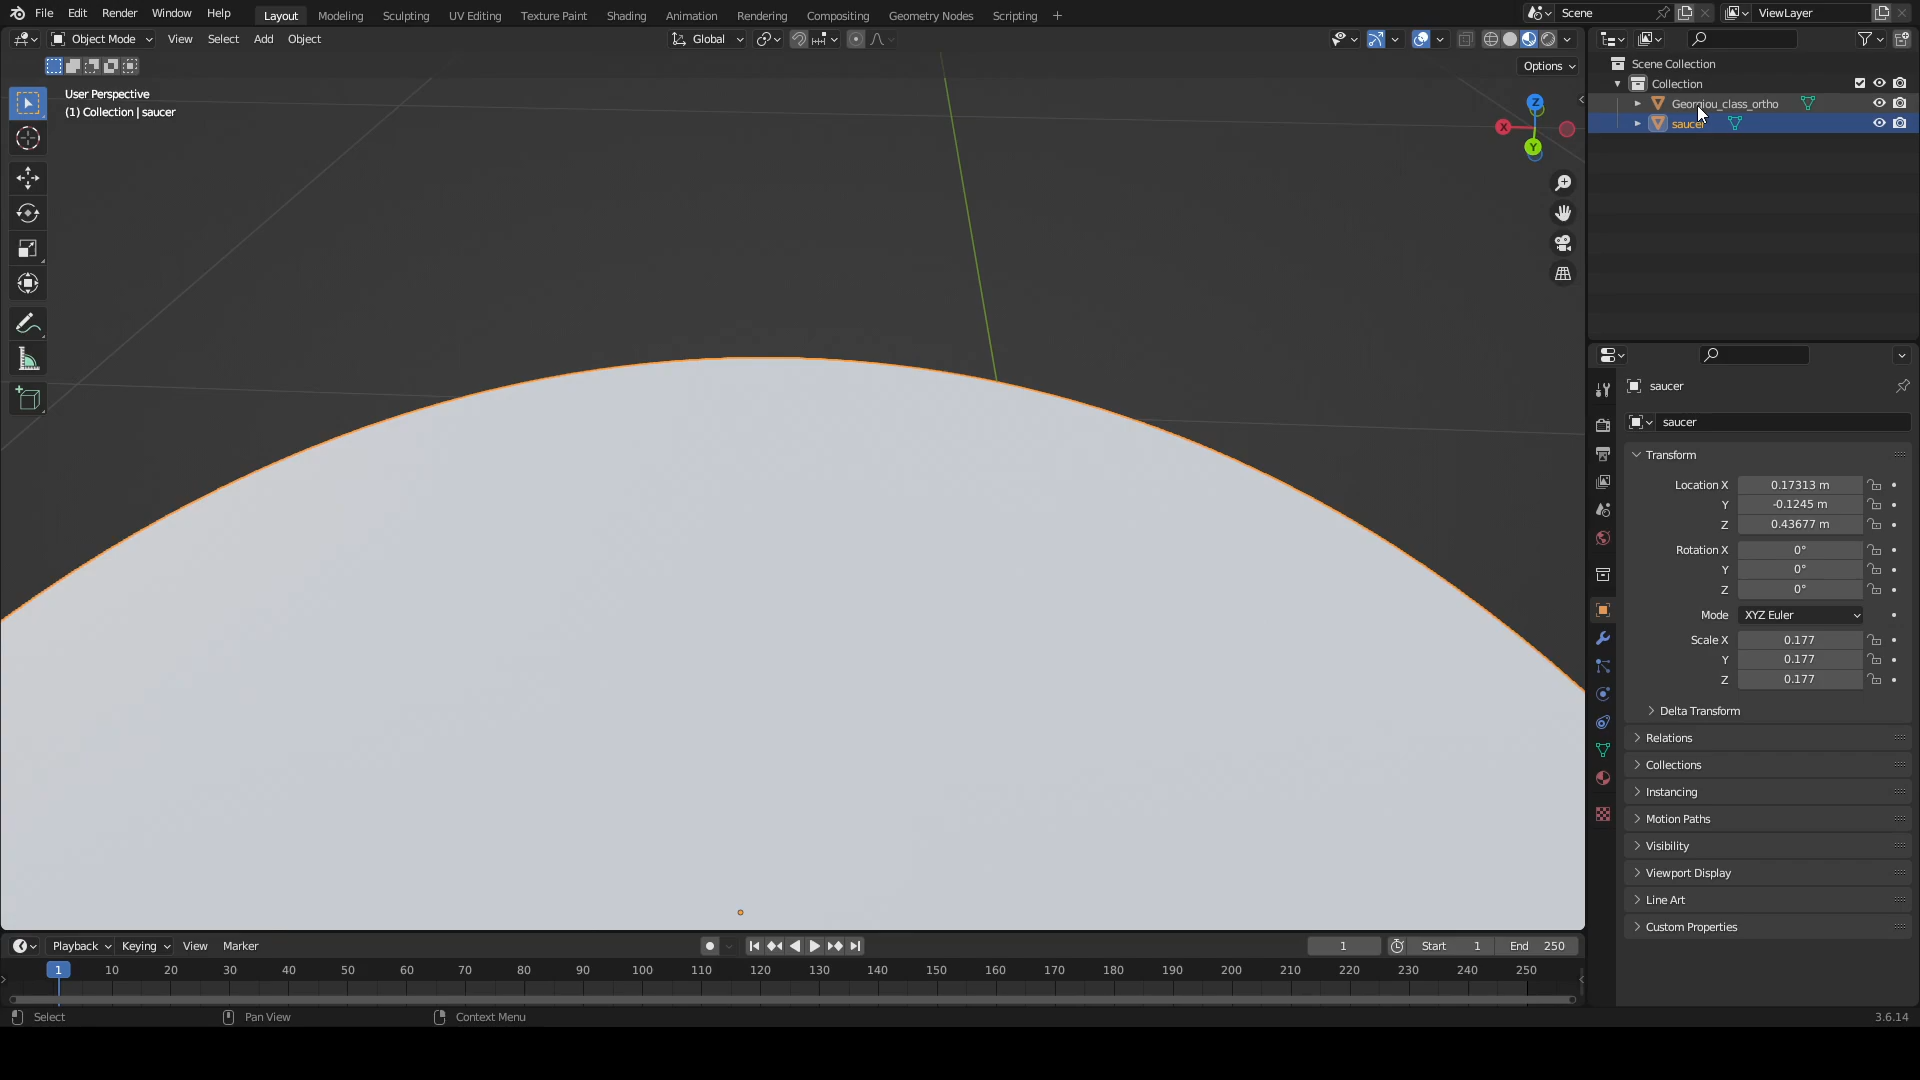 File Edit Render Window Help Layout Modeling Sculpting UV Editing Texture Paint Shading Animation Rendering Compositing Geometry Nodes Scripting + Scene ViewLayer
Object Mode View Select Add Object Global
Options
User Perspective
(1) Collection | saucer
Z
X
Y
Scene Collection
Collection
Georgiou_class_ortho
saucer
saucer
saucer
Transform
Location X 0.17313 m
Y -0.1245 m
Z 0.43677 m
Rotation X 0°
Y 0°
Z 0°
Mode XYZ Euler
Scale X 0.177
Y 0.177
Z 0.177
Delta Transform
Relations
Collections
Instancing
Motion Paths
Visibility
Viewport Display
Line Art
Custom Properties
Playback Keying View Marker 1 Start 1 End 250
1 10 20 30 40 50 60 70 80 90 100 110 120 130 140 150 160 170 180 190 200 210 220 230 240 250
Select Pan View Context Menu 3.6.14